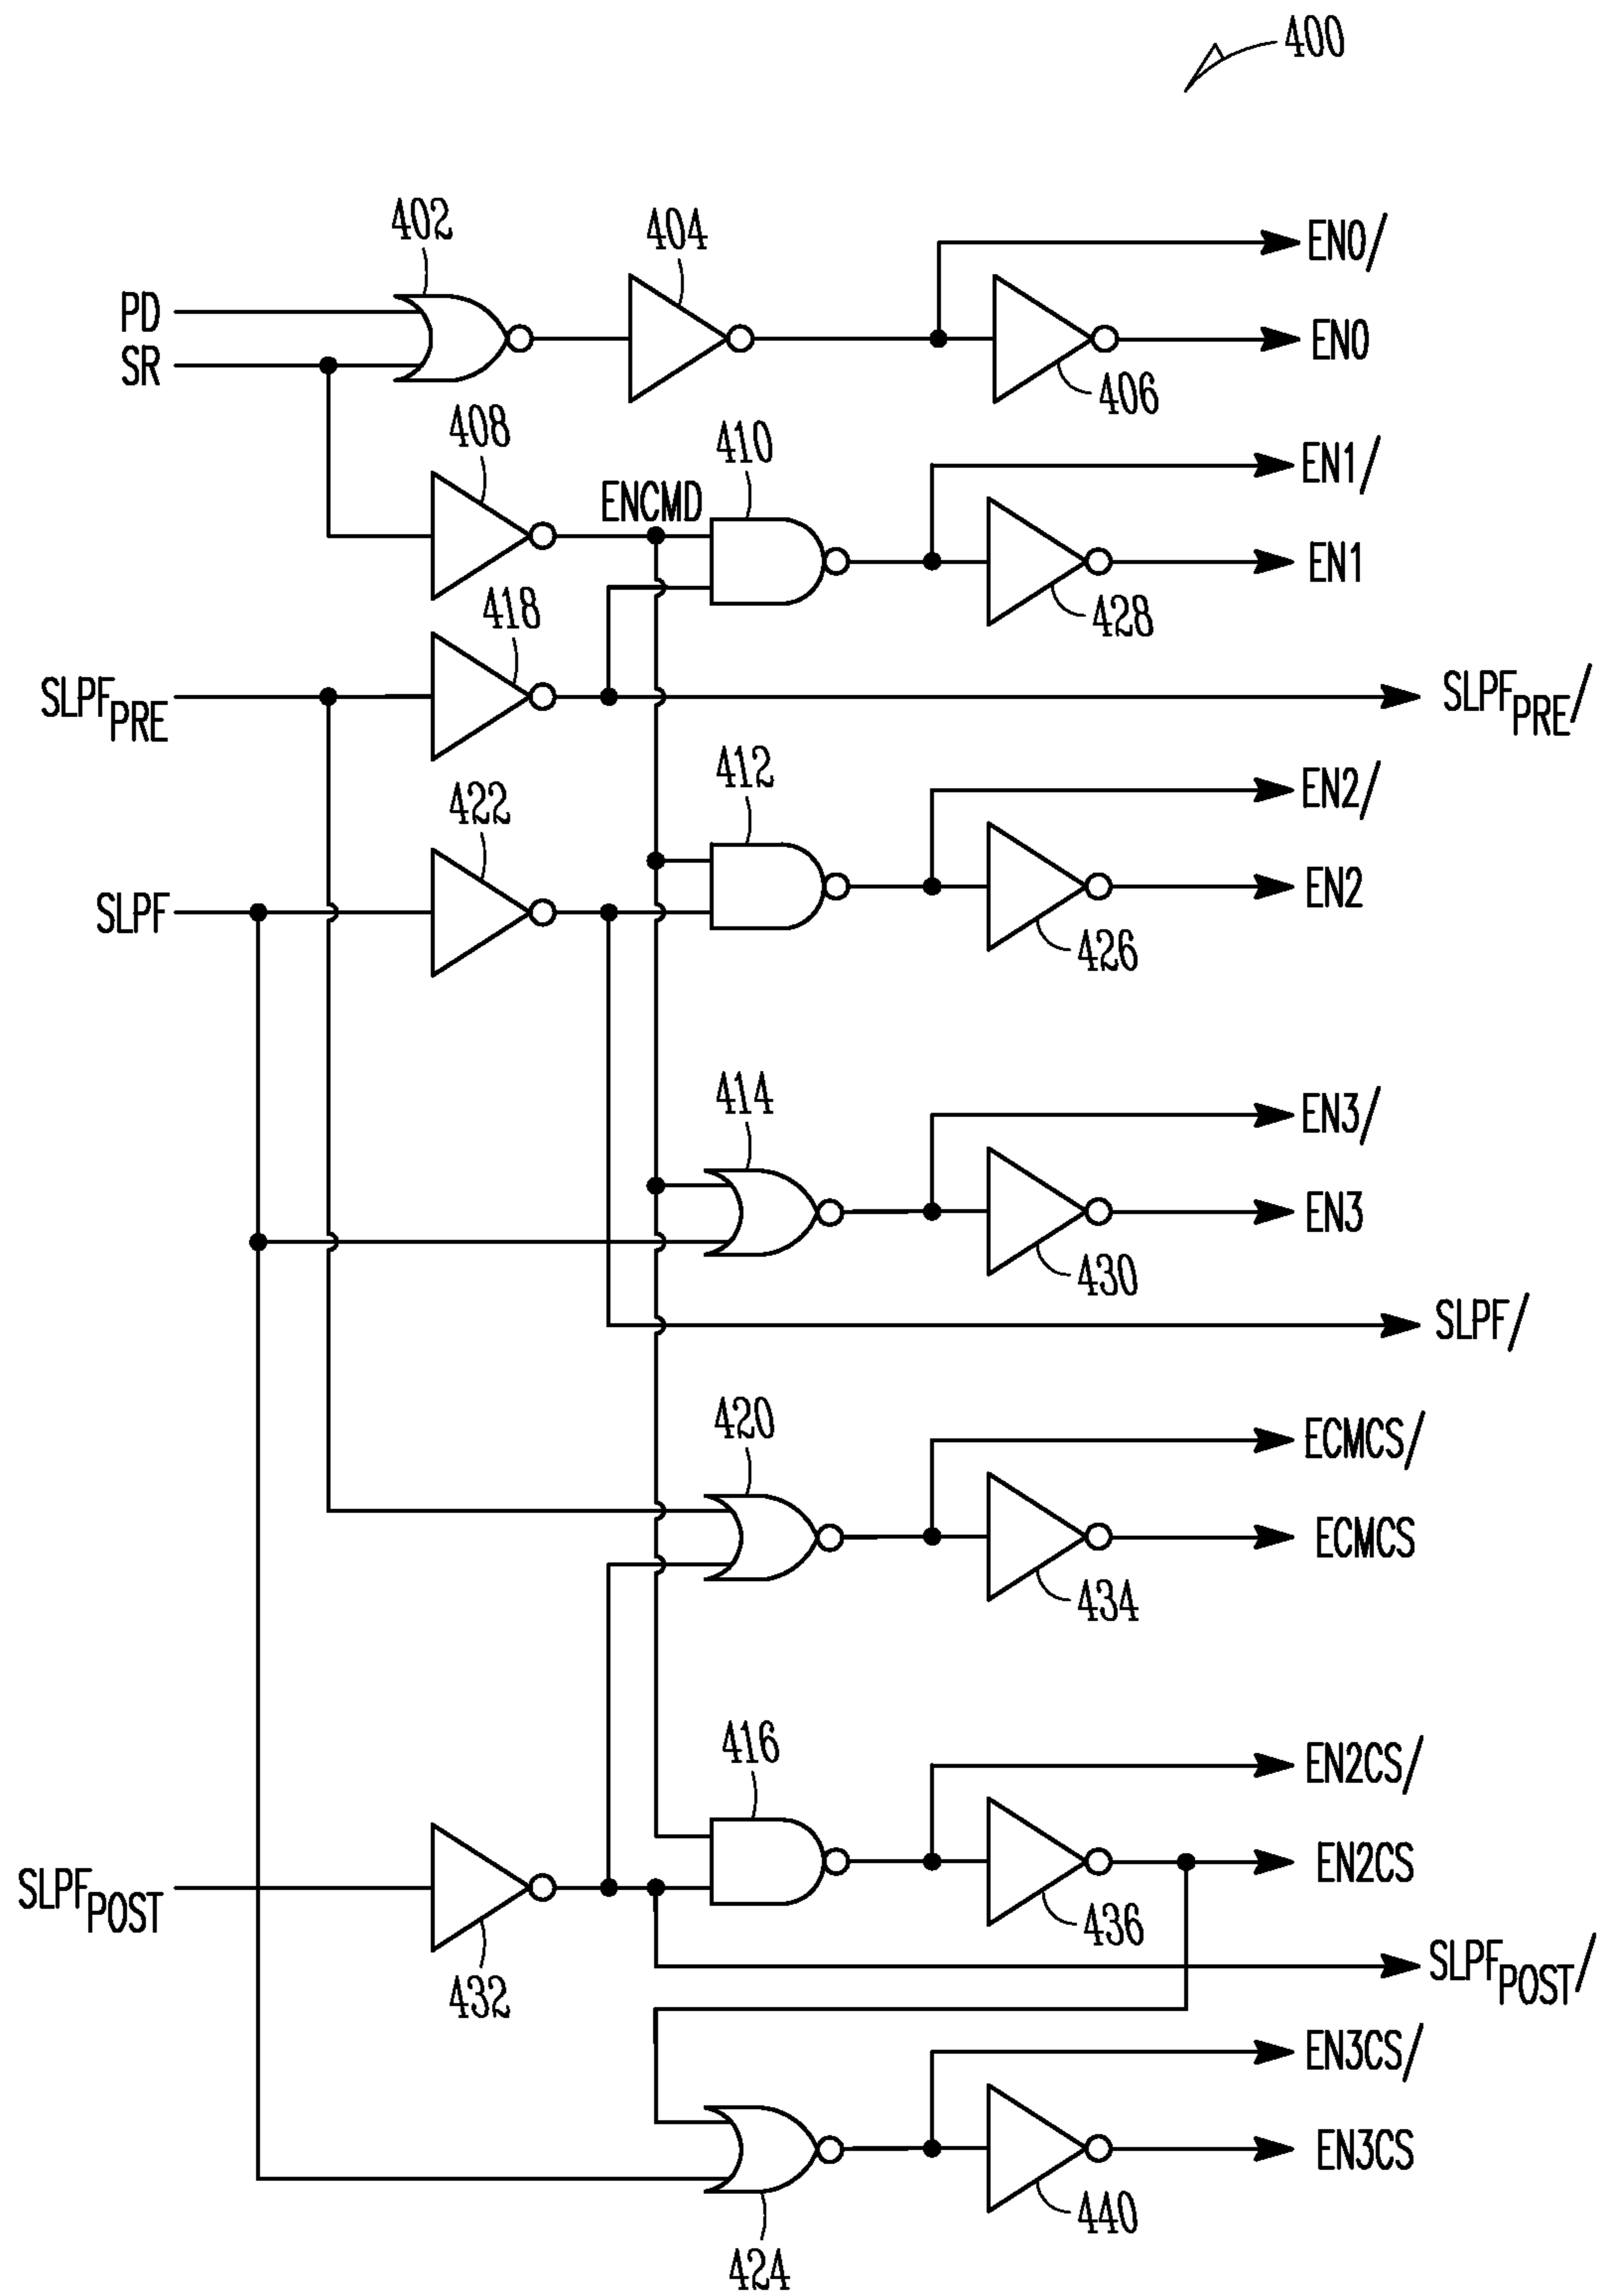 400
402
404
EN0/
PD
EN0
SR
406
408
410
EN1/
ENCMD
EN1
418
428
SLPFPRE
SLPFPRE/
412
EN2/
422
EN2
SLPF
426
414
EN3/
EN3
430
SLPF/
420
ECMCS/
ECMCS
434
416
EN2CS/
EN2CS
SLPFPOST
436
SLPFPOST/
432
EN3CS/
EN3CS
440
424